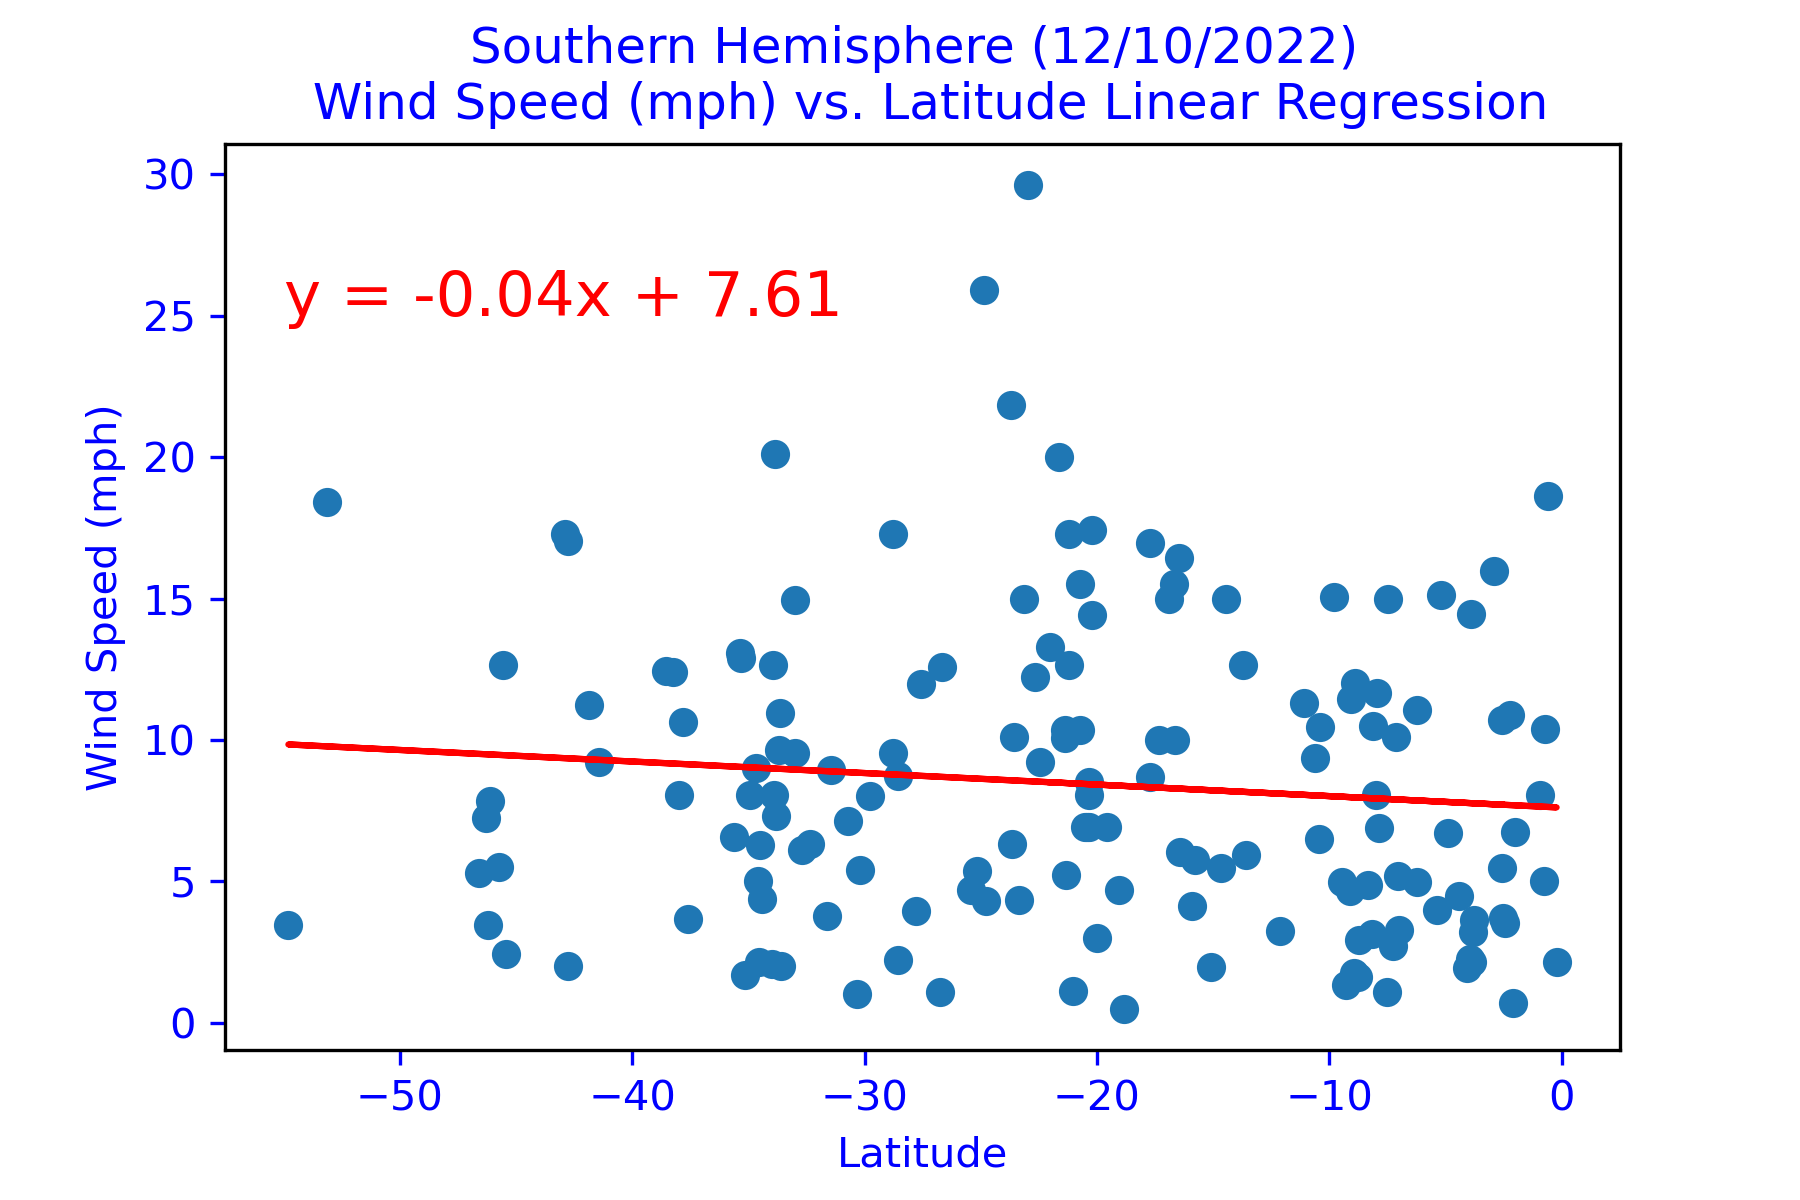 Southern Hemisphere (12/10/2022)
Wind Speed (mph) vs. Latitude Linear Regression
30
25
20
15
10
5
0
Wind Speed (mph)
y = -0.04x + 7.61
−50 −40 −30 −20 −10 0
Latitude